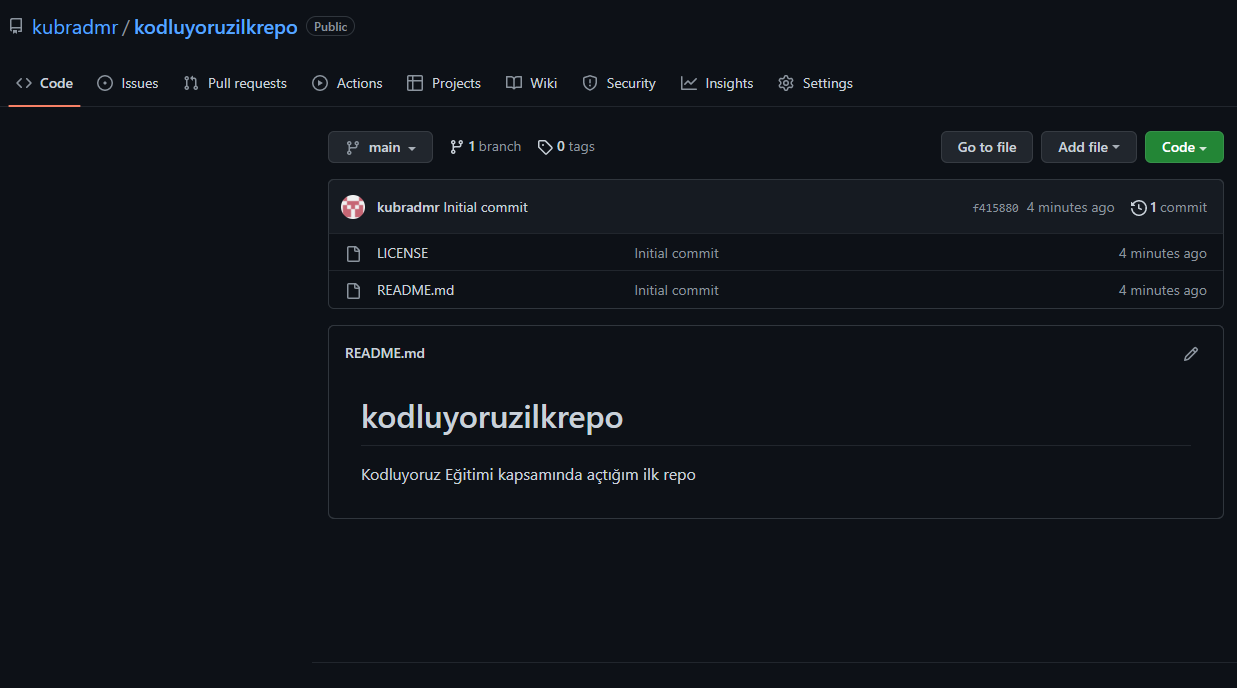 kubradmr / kodluyoruzilkrepo Public
Code Issues Pull requests Actions Projects Wiki Security Insights Settings
main 1 branch 0 tags Go to file Add file Code
kubradmr Initial commit f415880 4 minutes ago 1 commit
LICENSE Initial commit 4 minutes ago
README.md Initial commit 4 minutes ago
README.md
kodluyoruzilkrepo
Kodluyoruz Eğitimi kapsamında açtığım ilk repo